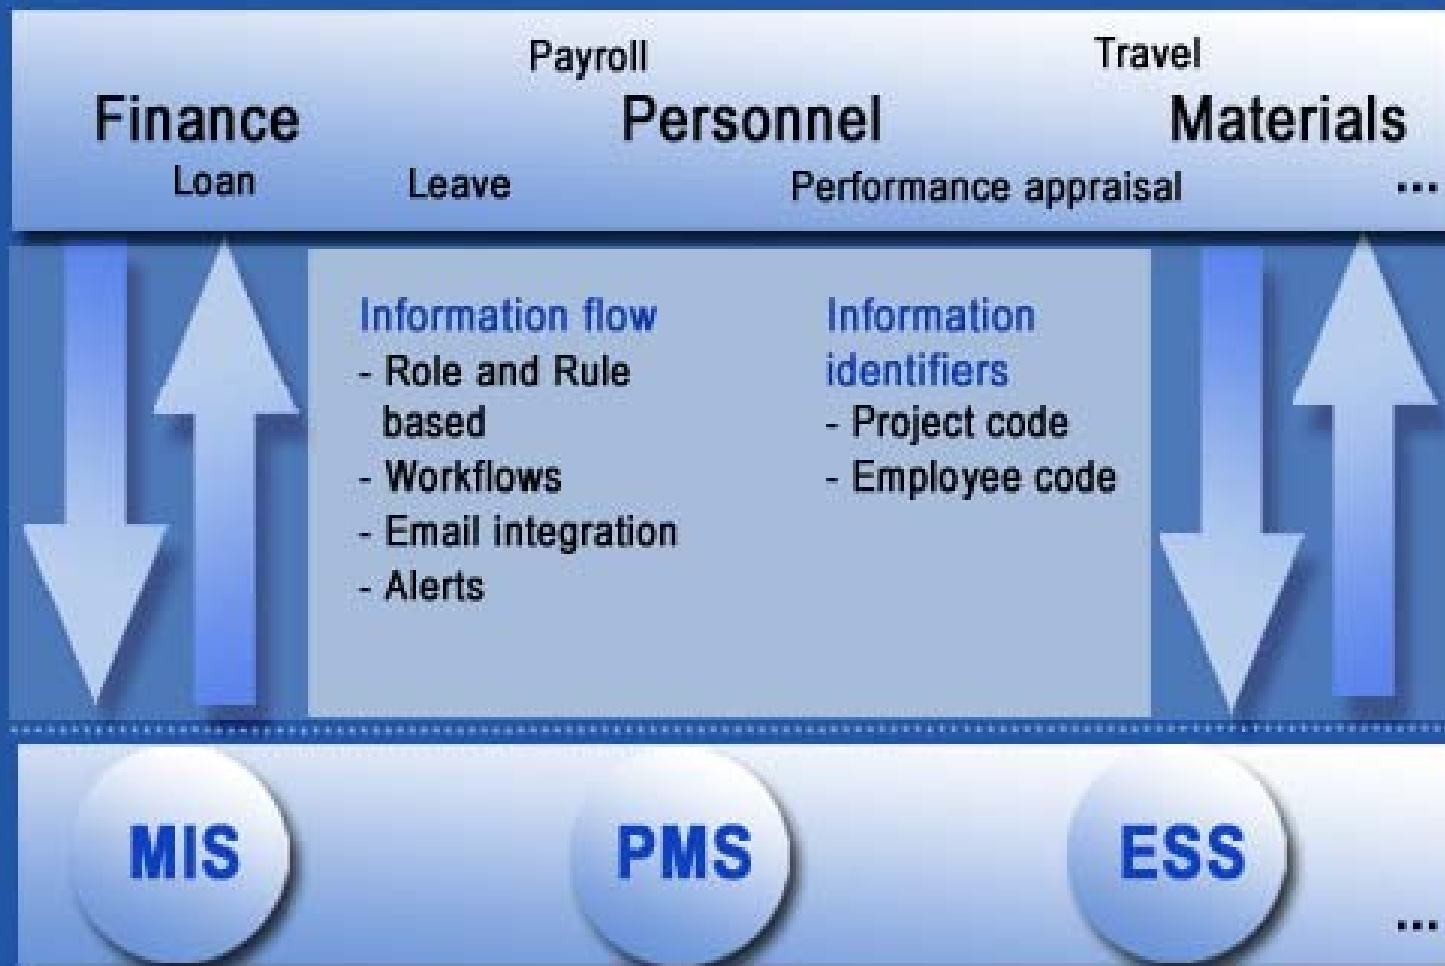 Payroll
Travel
Finance
Personnel
Materials
Loan
Leave
Performance appraisal
...
Information flow
- Role and Rule
based
- Workflows
- Email integration
- Alerts
Information
identifiers
- Project code
- Employee code
MIS
PMS
ESS
...